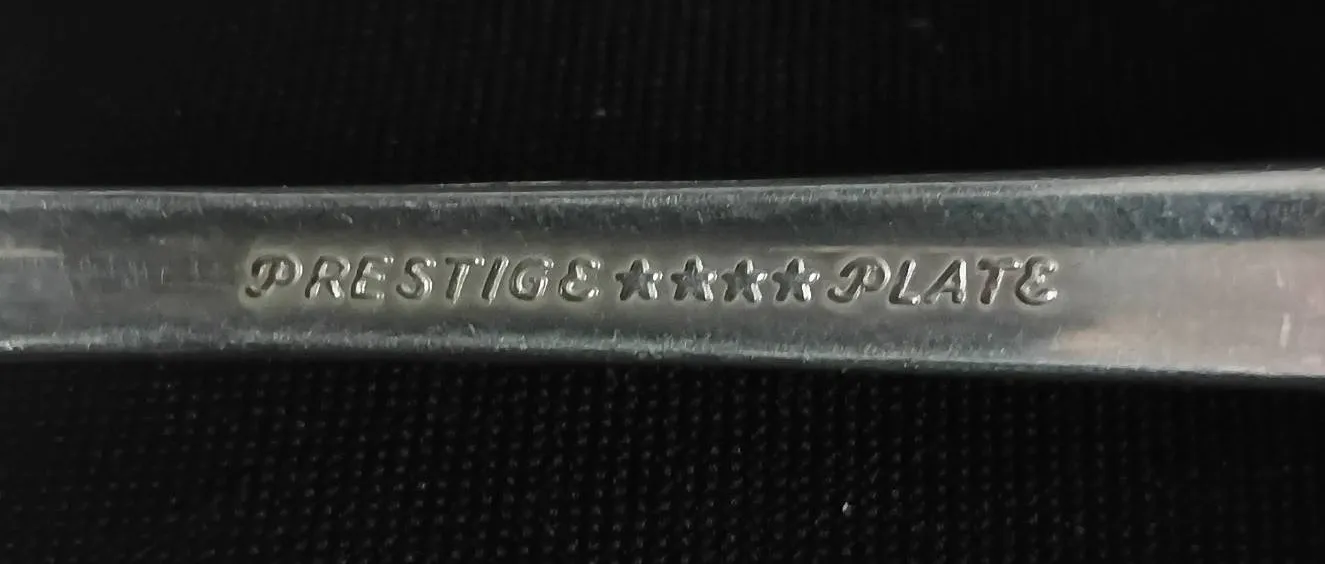 PRESTIGE ★★★★ PLATE